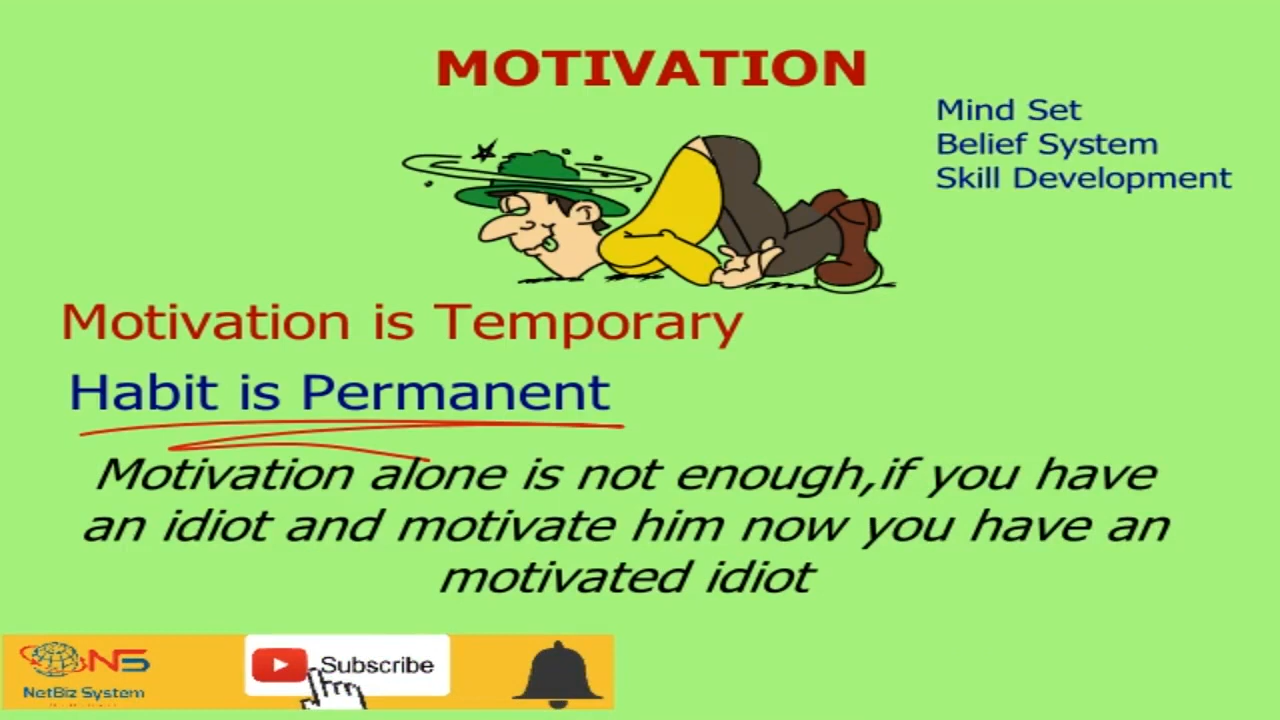 MOTIVATION
Mind Set
Belief System
Skill Development
Motivation is Temporary
Habit is Permanent
Motivation alone is not enough,if you have
an idiot and motivate him now you have an
motivated idiot
NS
NetBiz System
Subscribe